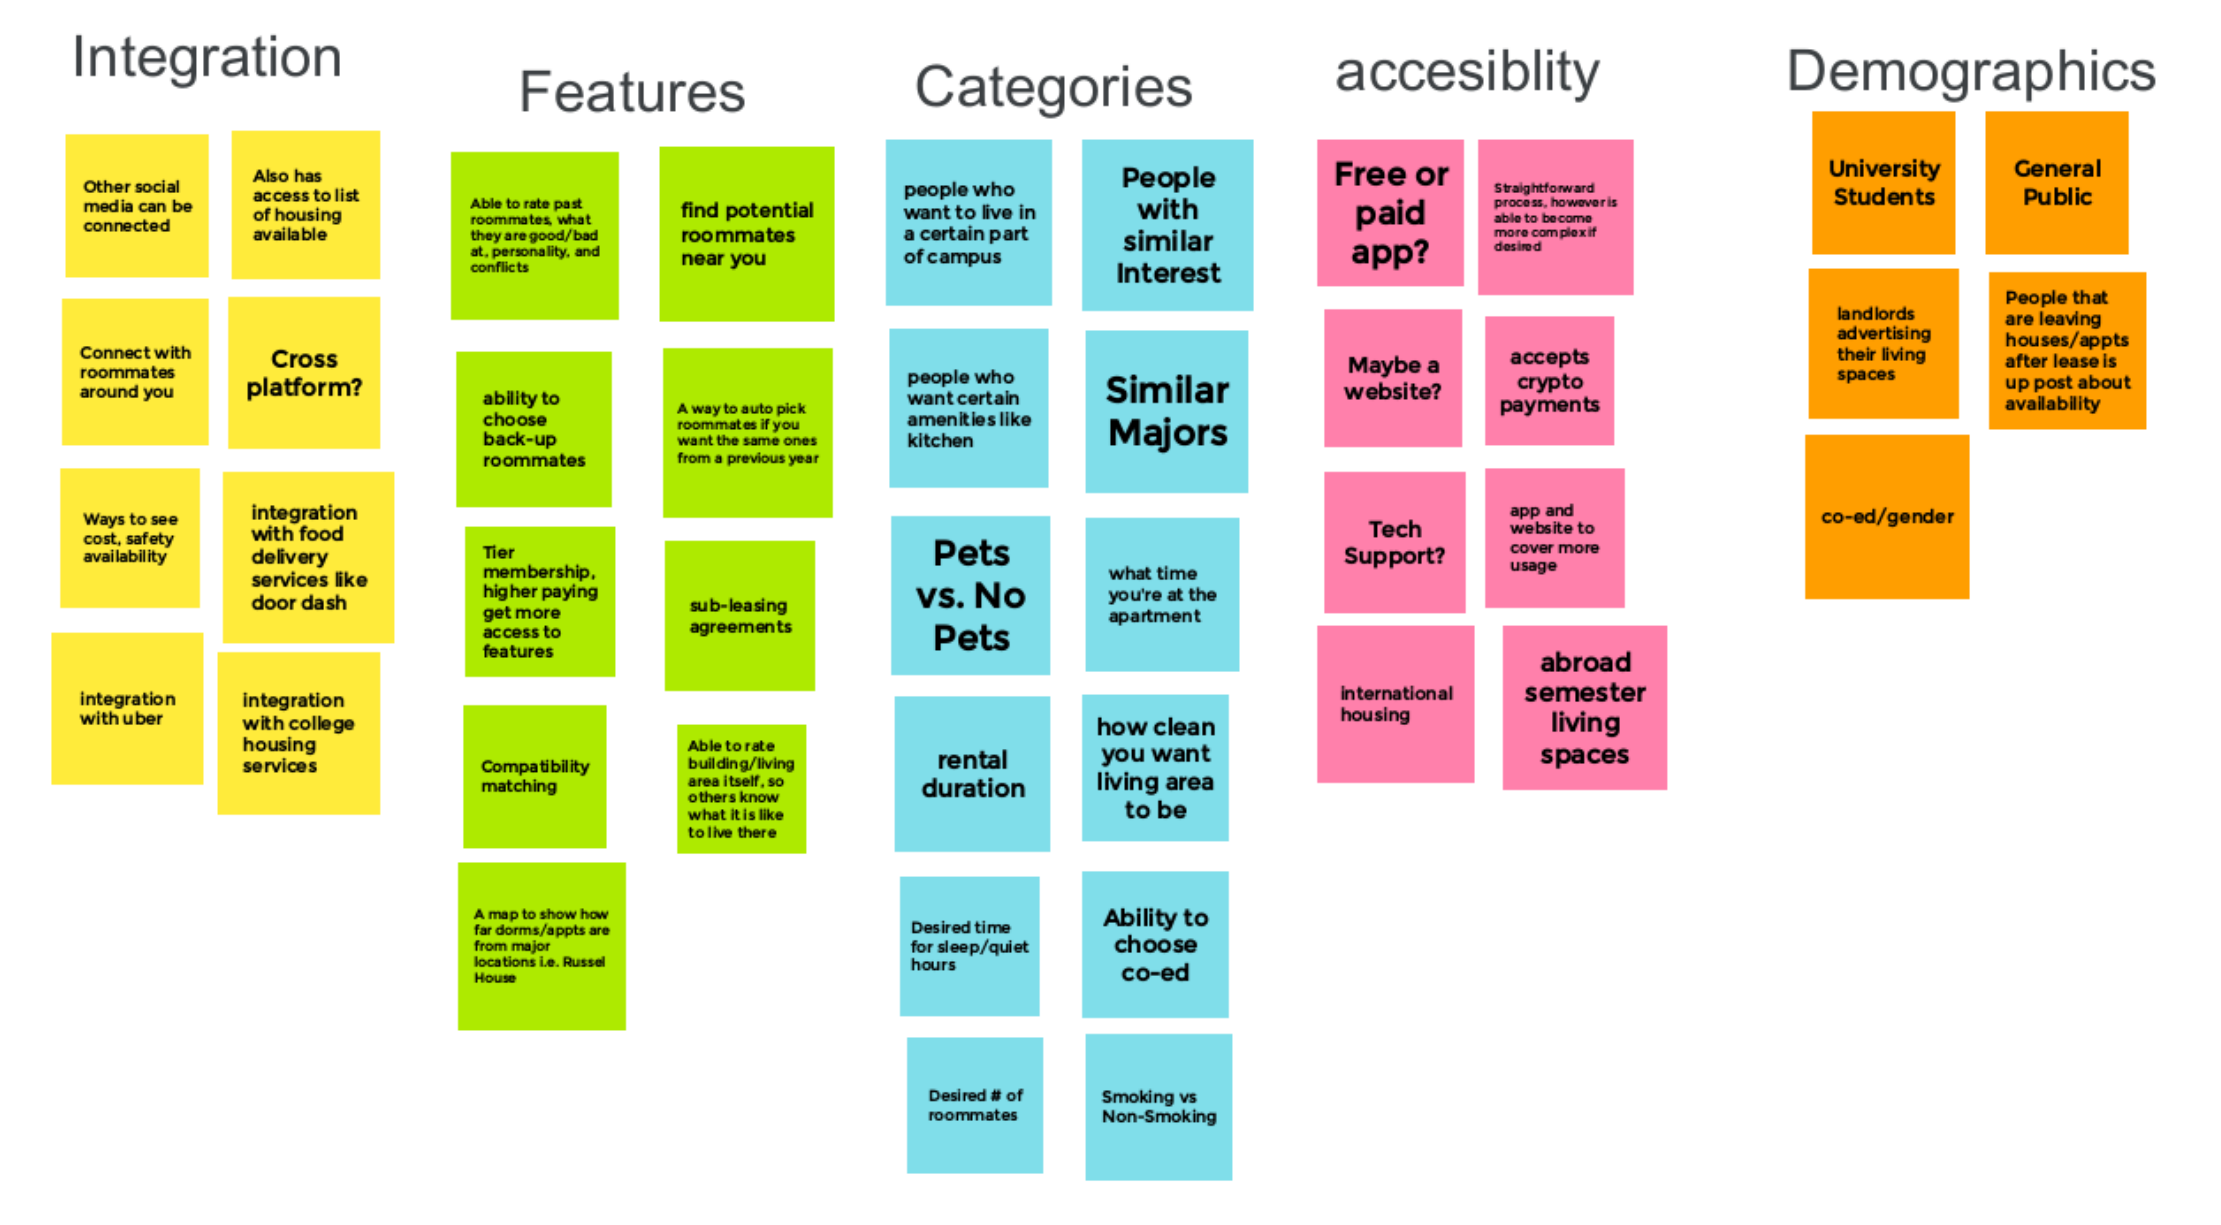 Integration
Other social
media can be
connected
Also has
access to list
of housing
available
Connect with
roommates
around you
Cross
platform?
Ways to see
cost, safety
availability
integration
with food
delivery
services like
door dash
integration
with uber
integration
with college
housing
services
Features
Able to rate past
roommates, what
they are good/bad
at, personality, and
conflicts
find potential
roommates
near you
ability to
choose
back-up
roommates
A way to auto pick
roommates if you
want the same ones
from a previous year
Tier
membership,
higher paying
get more
access to
features
sub-leasing
agreements
Compatibility
matching
Able to rate
building/living
area itself, so
others know
what it is like
to live there
A map to show how
far dorms/appts are
from major
locations i.e. Russel
House
Categories
people who
want to live in
a certain part
of campus
People
with
similar
Interest
people who
want certain
amenities like
kitchen
Similar
Majors
Pets
vs. No
Pets
what time
you're at the
apartment
rental
duration
how clean
you want
living area
to be
Desired time
for sleep/quiet
hours
Ability to
choose
co-ed
Desired # of
roommates
Smoking vs
Non-Smoking
accesiblity
Free or
paid
app?
Straightforward
process, however is
able to become
more complex if
desired
Maybe a
website?
accepts
crypto
payments
Tech
Support?
app and
website to
cover more
usage
international
housing
abroad
semester
living
spaces
Demographics
University
Students
General
Public
landlords
advertising
their living
spaces
People that
are leaving
houses/appts
after lease is
up post about
availability
co-ed/gender